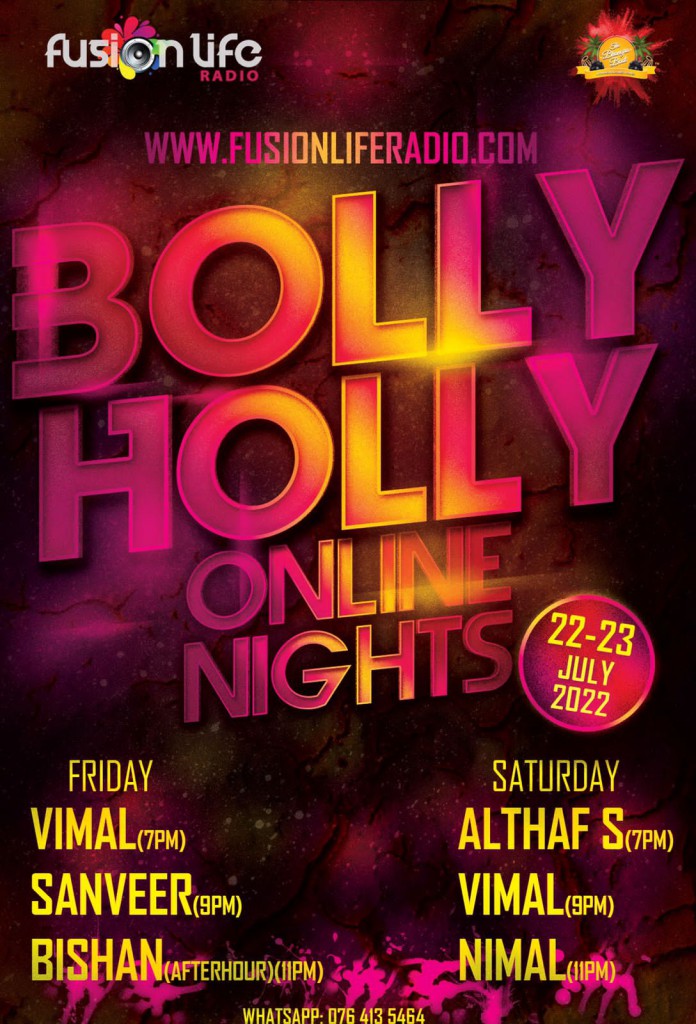 fusion life
RADIO
WWW.FUSIONLIFERADIO.COM
BOLLY
HOLLY
ONLINE
NIGHTS
22-23
JULY
2022
FRIDAY
VIMAL(7PM)
SANVEER(9PM)
BISHAN(AFTERHOUR)(11PM)
SATURDAY
ALTHAF S(7PM)
VIMAL(9PM)
NIMAL(11PM)
WHATSAPP: 076 413 5464